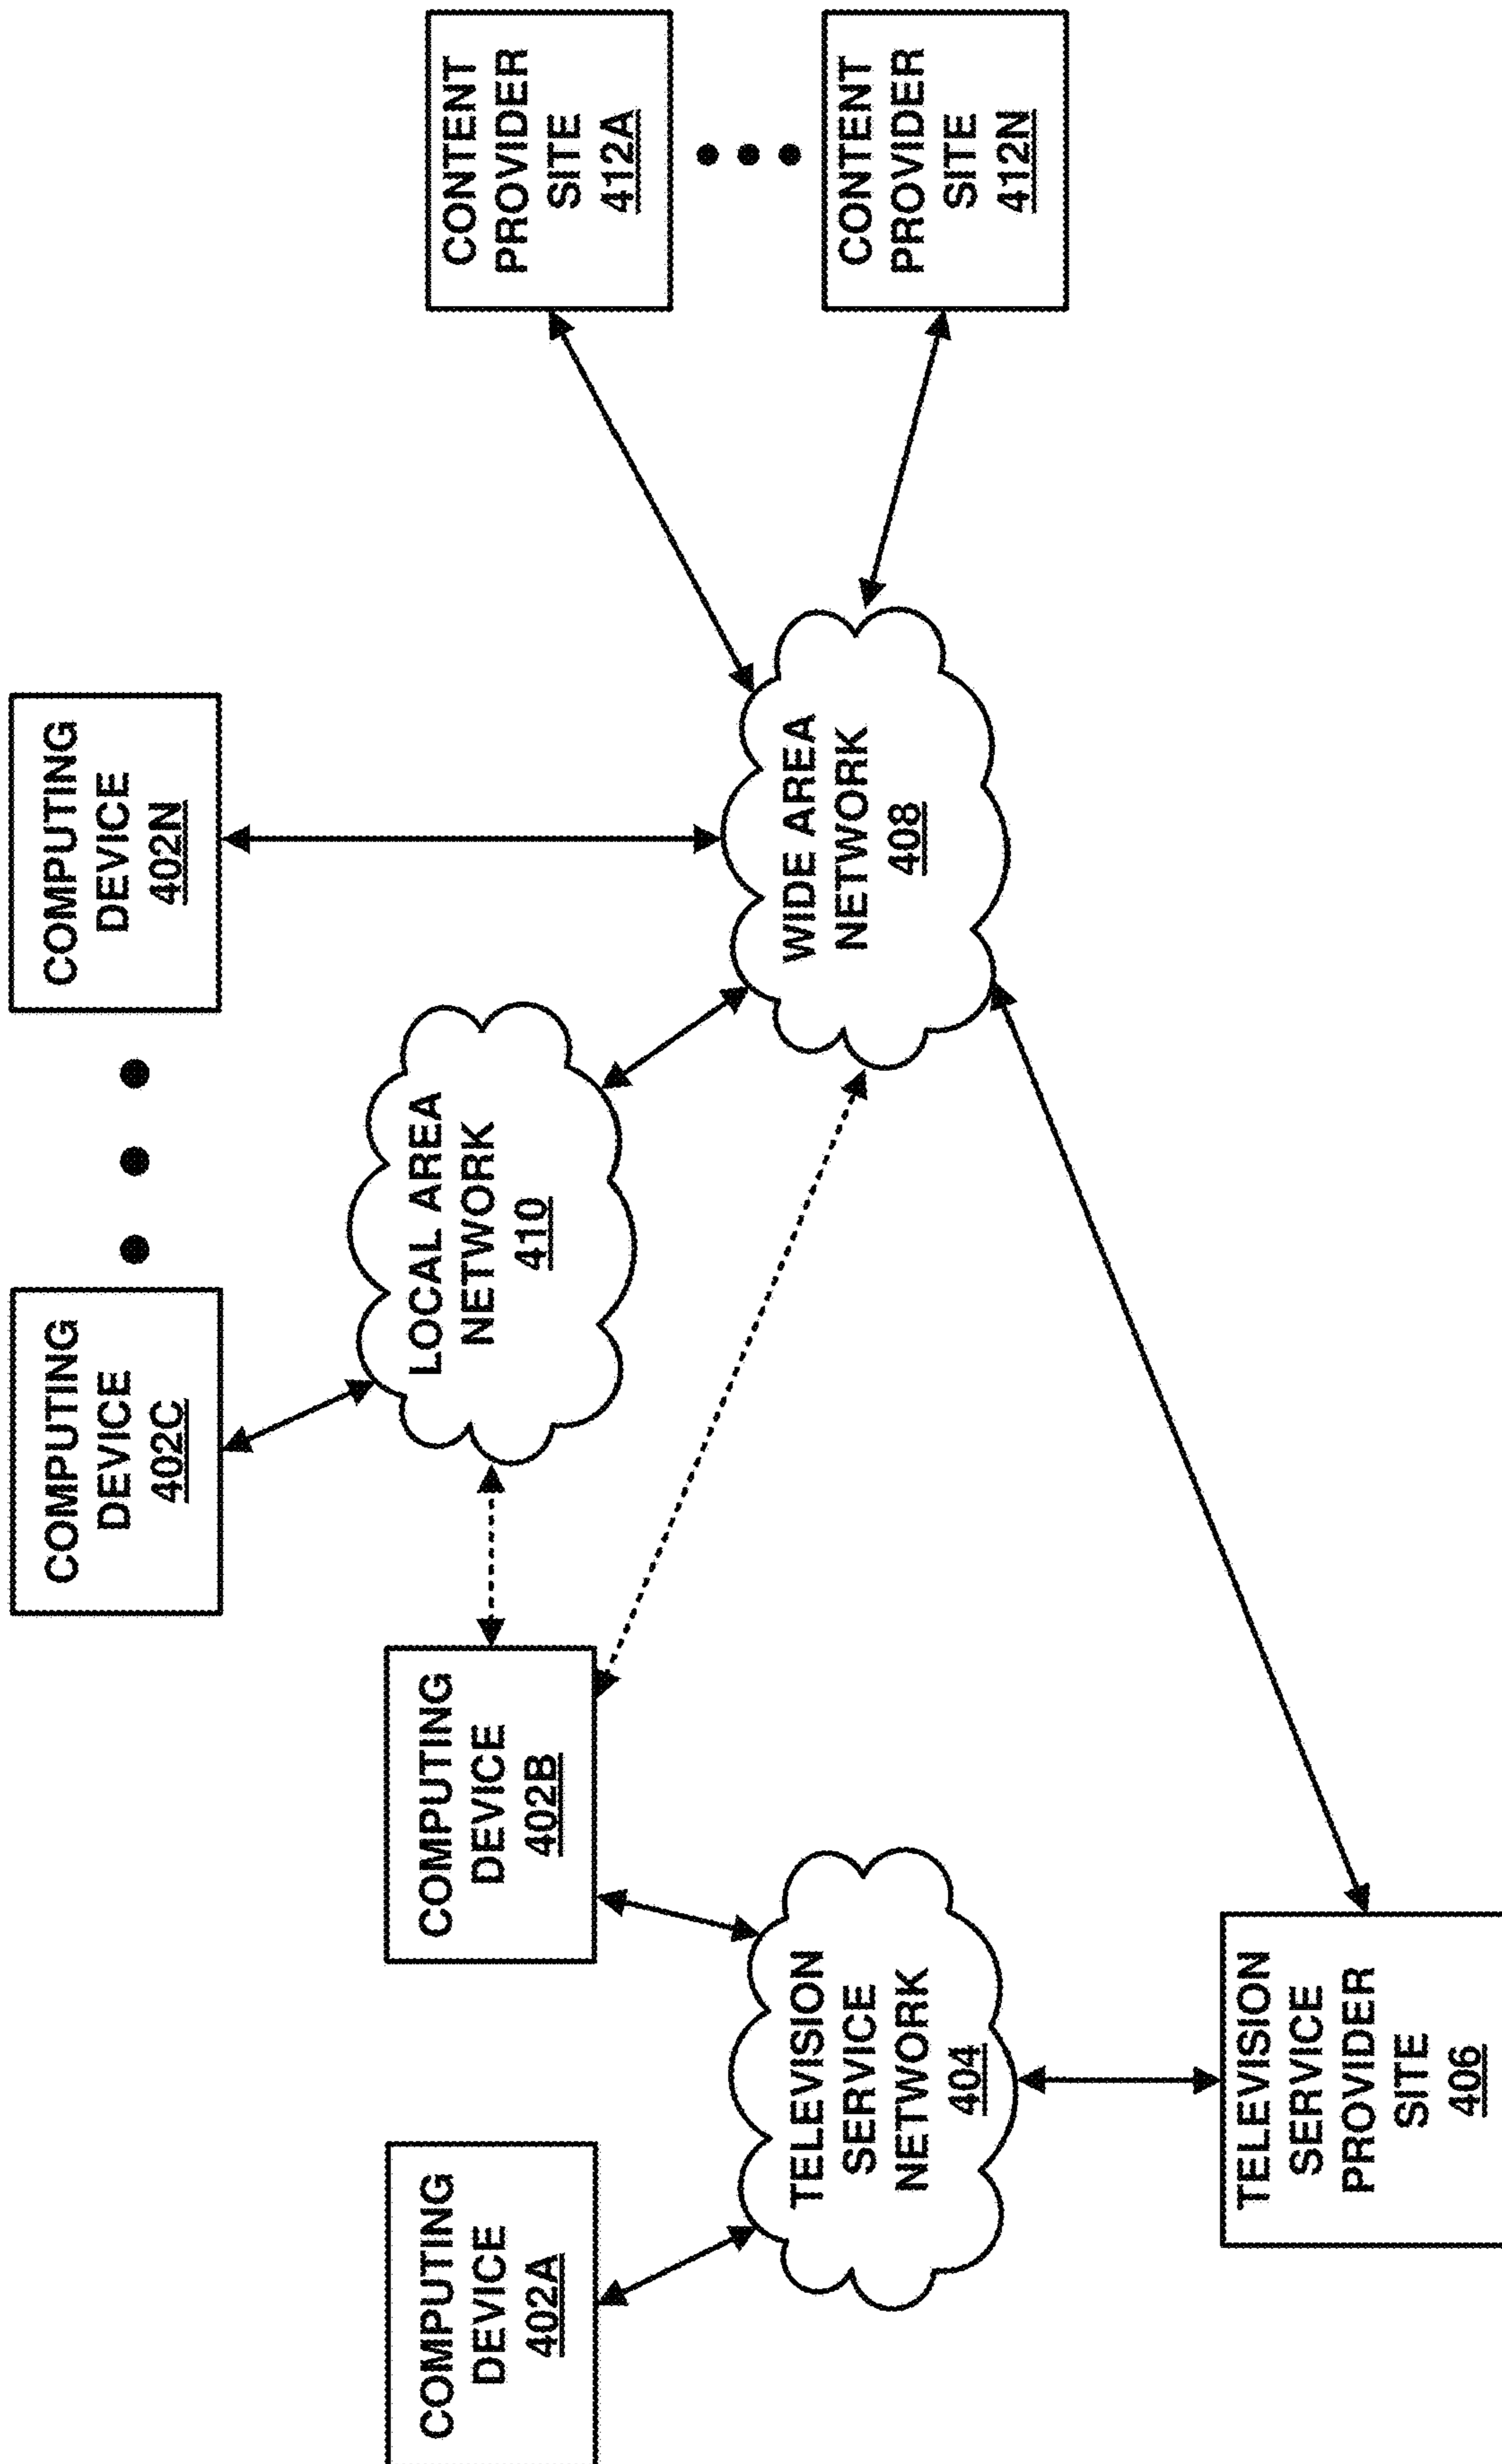 COMPUTING
DEVICE
402A
COMPUTING
DEVICE
402B
COMPUTING
DEVICE
402C
COMPUTING
DEVICE
402N
TELEVISION
SERVICE
NETWORK
404
LOCAL AREA
NETWORK
410
WIDE AREA
NETWORK
408
TELEVISION
SERVICE
PROVIDER
SITE
406
CONTENT
PROVIDER
SITE
412A
CONTENT
PROVIDER
SITE
412N